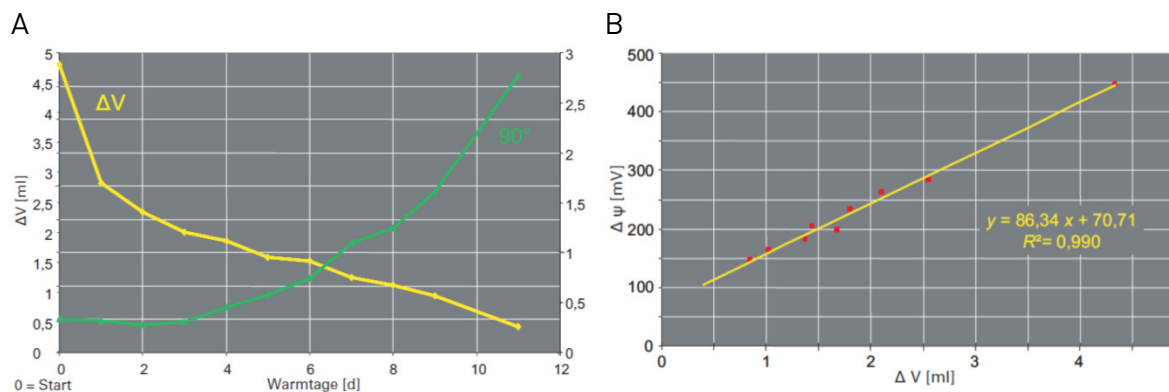 A
5
4,5
4
3,5
3
2,5
2
1,5
1
0,5
0
ΔV [ml]
ΔV
90°
3
2,5
2
1,5
1
0,5
0
0 2 4 6 8 10 12
0 = Start
Warmtage [d]
B
500
400
300
200
100
0
Δ ψ [mV]
y = 86,34 x + 70,71
R²= 0,990
1 2 3 4
Δ V [ml]